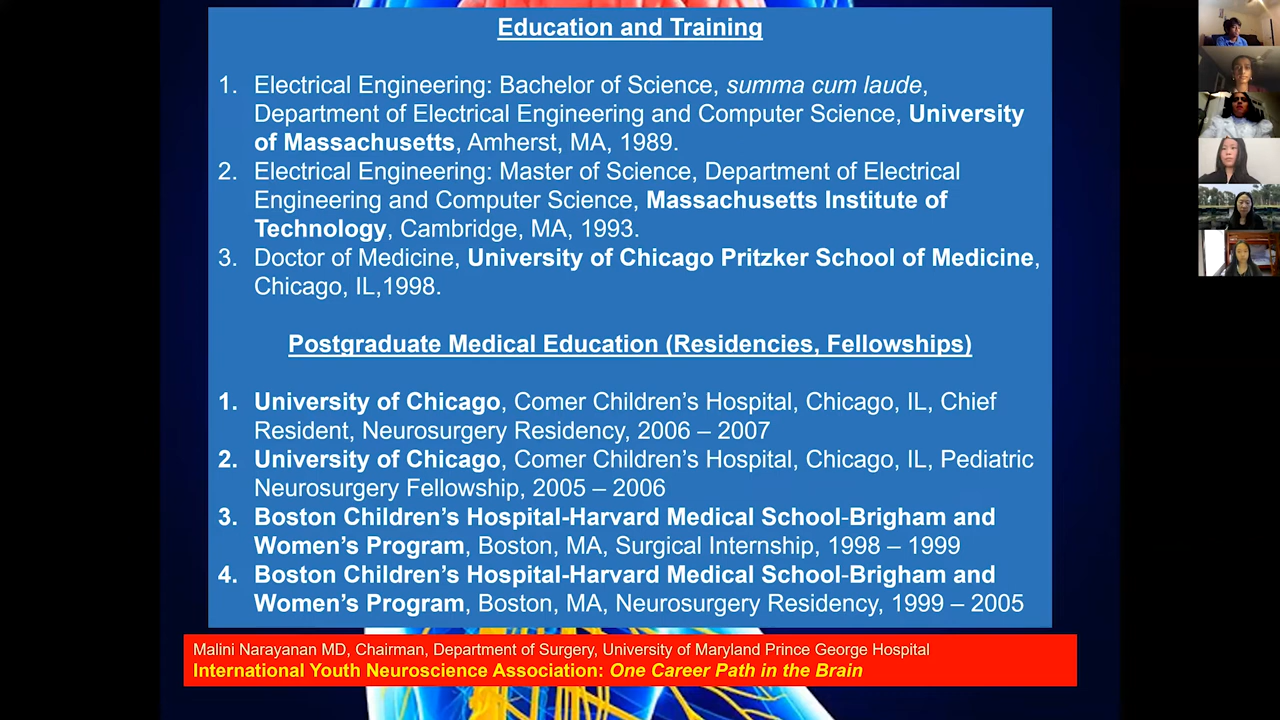 Education and Training
1. Electrical Engineering: Bachelor of Science, summa cum laude,
Department of Electrical Engineering and Computer Science, University
of Massachusetts, Amherst, MA, 1989.
2. Electrical Engineering: Master of Science, Department of Electrical
Engineering and Computer Science, Massachusetts Institute of
Technology, Cambridge, MA, 1993.
3. Doctor of Medicine, University of Chicago Pritzker School of Medicine,
Chicago, IL,1998.
Postgraduate Medical Education (Residencies, Fellowships)
1. University of Chicago, Comer Children’s Hospital, Chicago, IL, Chief
Resident, Neurosurgery Residency, 2006 – 2007
2. University of Chicago, Comer Children’s Hospital, Chicago, IL, Pediatric
Neurosurgery Fellowship, 2005 – 2006
3. Boston Children’s Hospital-Harvard Medical School-Brigham and
Women’s Program, Boston, MA, Surgical Internship, 1998 – 1999
4. Boston Children’s Hospital-Harvard Medical School-Brigham and
Women’s Program, Boston, MA, Neurosurgery Residency, 1999 – 2005
Malini Narayanan MD, Chairman, Department of Surgery, University of Maryland Prince George Hospital
International Youth Neuroscience Association: One Career Path in the Brain